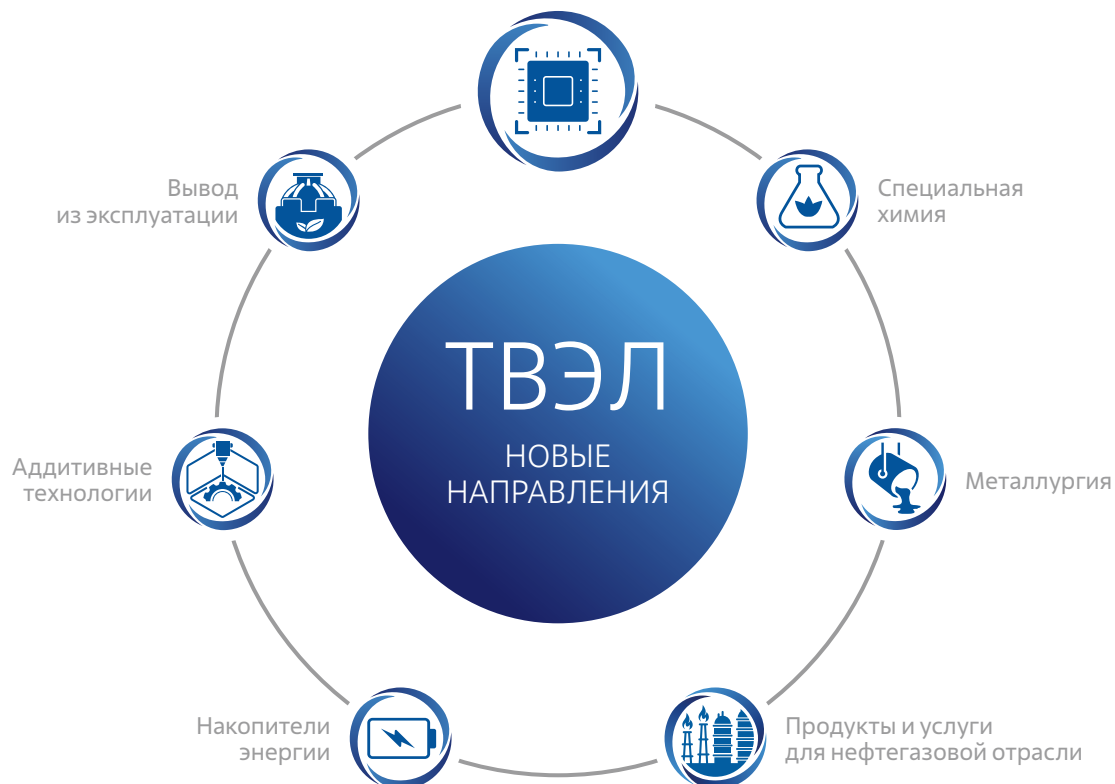 Вывод
из эксплуатации
Специальная
химия
ТВЭЛ
НОВЫЕ
НАПРАВЛЕНИЯ
Аддитивные
технологии
Металлургия
Накопители
энергии
Продукты и услуги
для нефтегазовой отрасли